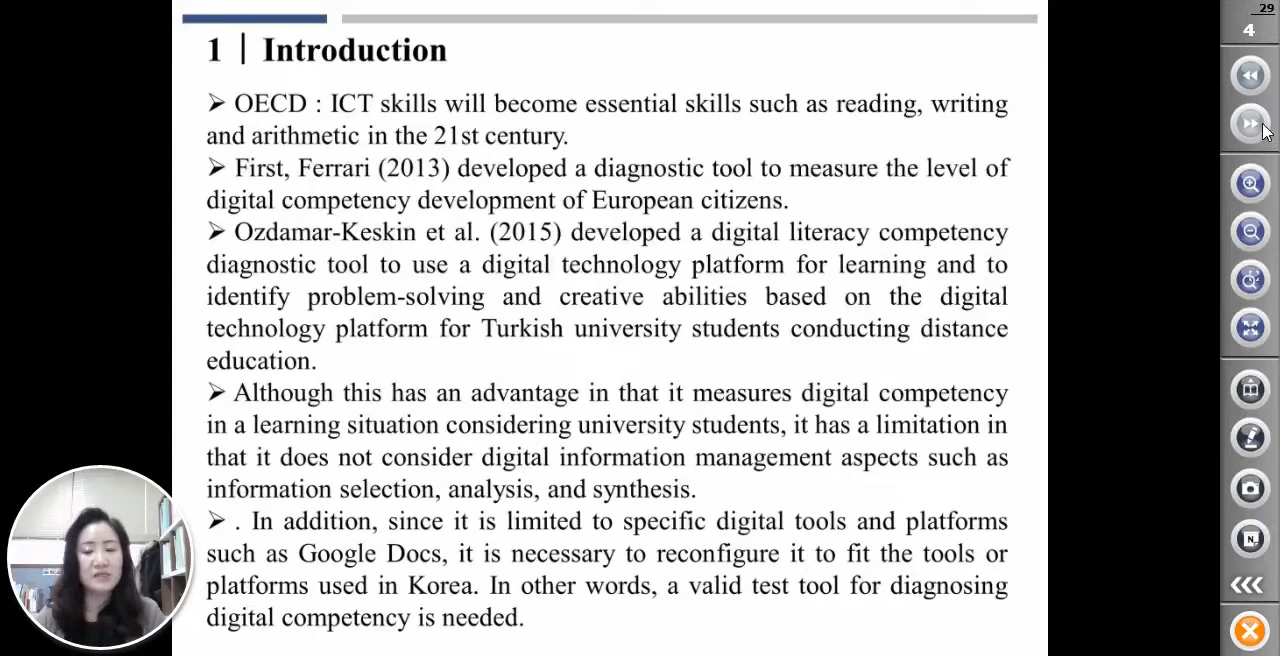 29
4
1 | Introduction
➢ OECD : ICT skills will become essential skills such as reading, writing
and arithmetic in the 21st century.
➢ First, Ferrari (2013) developed a diagnostic tool to measure the level of
digital competency development of European citizens.
➢ Ozdamar-Keskin et al. (2015) developed a digital literacy competency
diagnostic tool to use a digital technology platform for learning and to
identify problem-solving and creative abilities based on the digital
technology platform for Turkish university students conducting distance
education.
➢ Although this has an advantage in that it measures digital competency
in a learning situation considering university students, it has a limitation in
that it does not consider digital information management aspects such as
information selection, analysis, and synthesis.
➢ . In addition, since it is limited to specific digital tools and platforms
such as Google Docs, it is necessary to reconfigure it to fit the tools or
platforms used in Korea. In other words, a valid test tool for diagnosing
digital competency is needed.
N